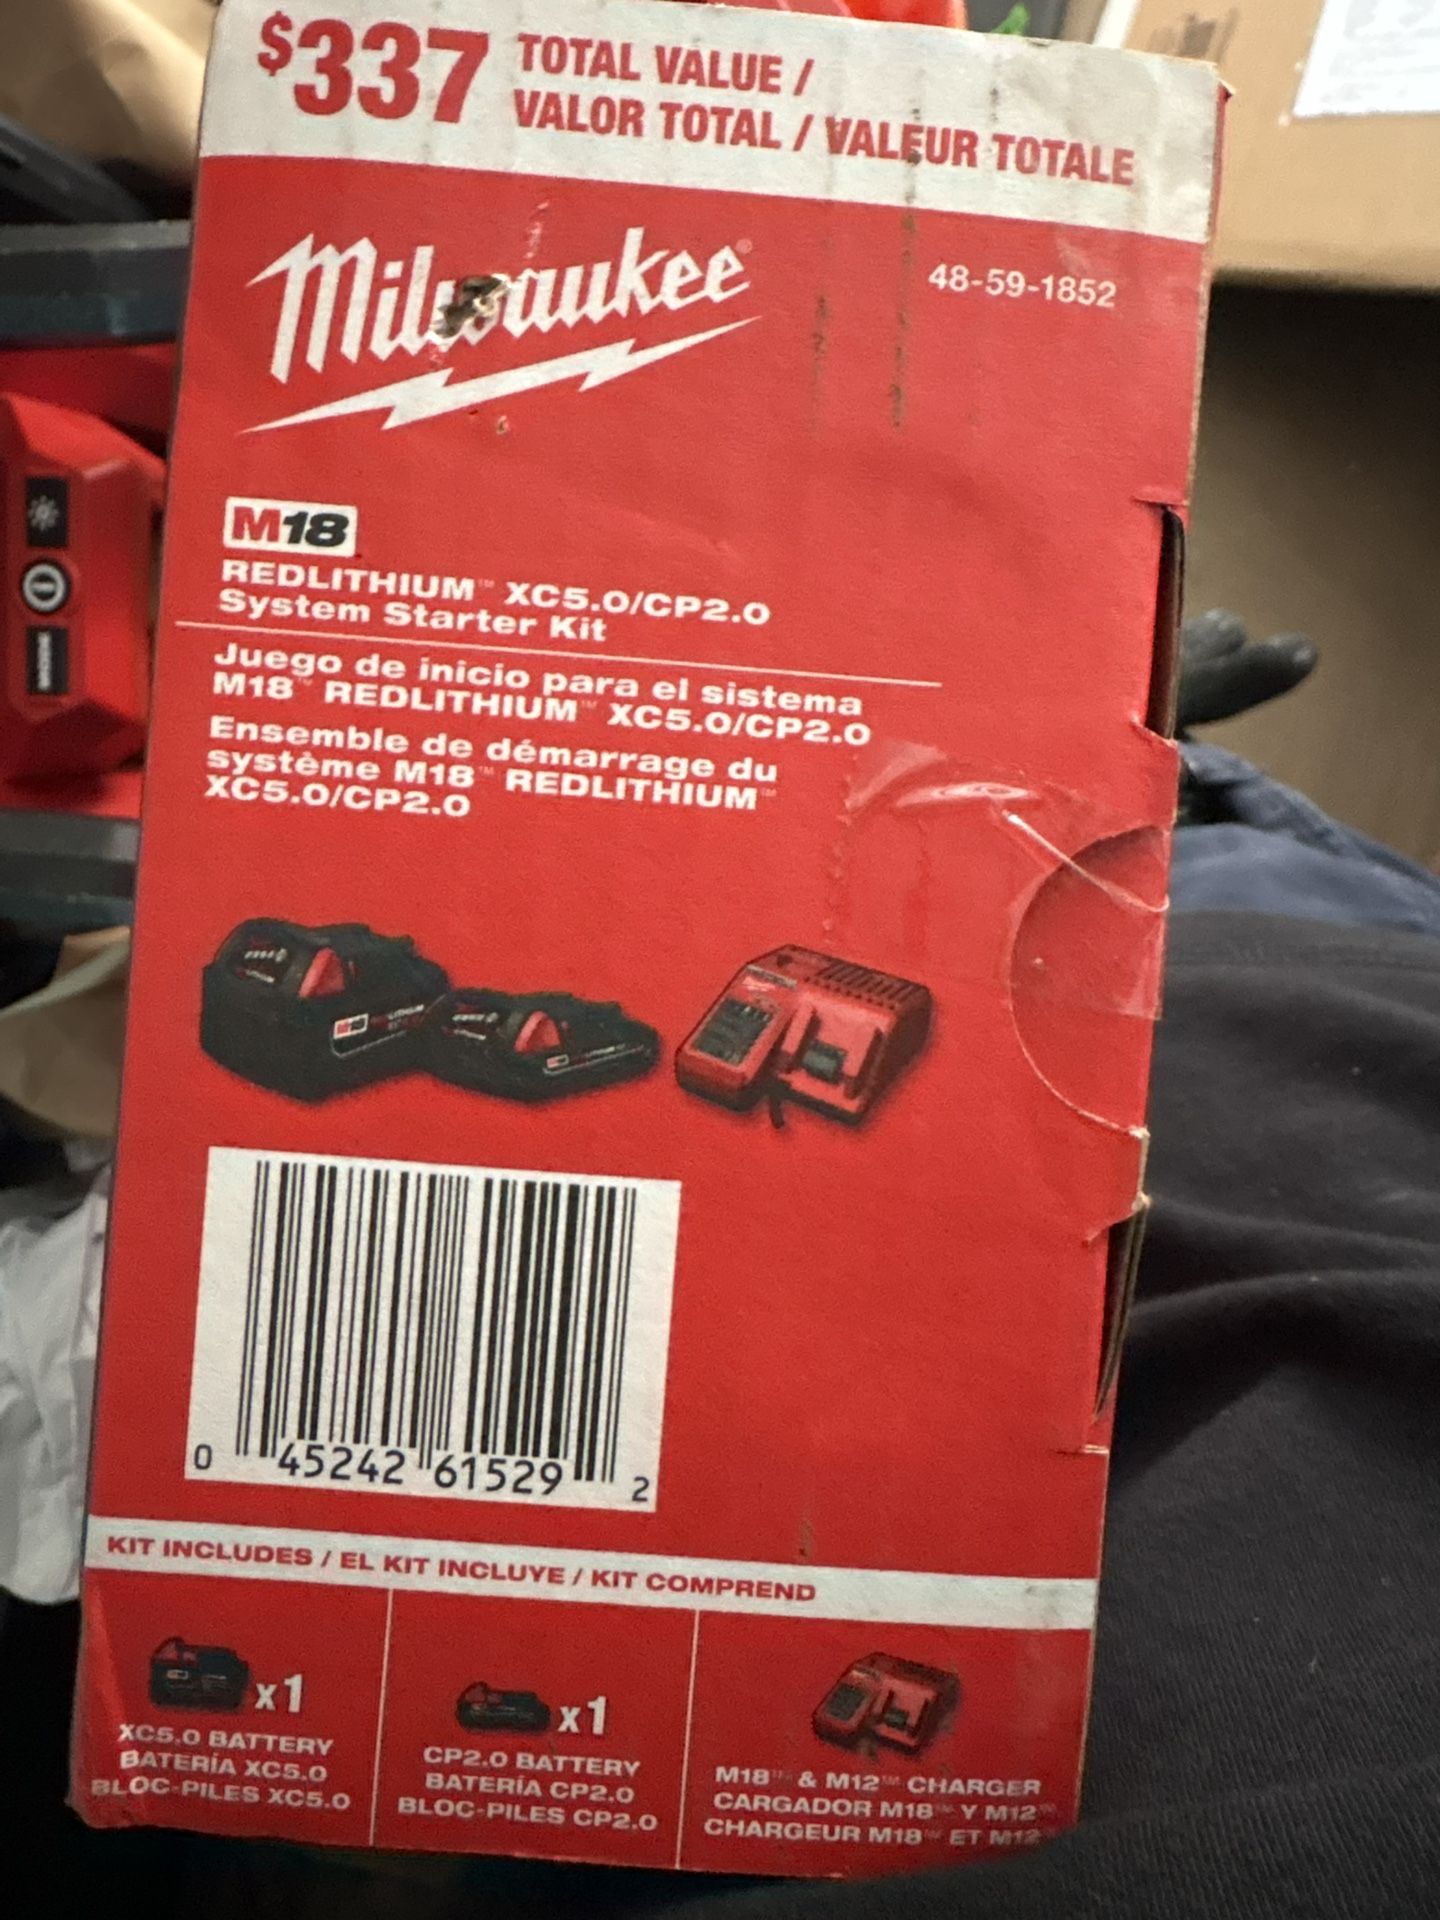 $337 TOTAL VALUE /
VALOR TOTAL / VALEUR TOTALE
Milwaukee®
48-59-1852
M18
REDLITHIUM™ XC5.0/CP2.0
System Starter Kit
Juego de inicio para el sistema
M18™ REDLITHIUM™ XC5.0/CP2.0
Ensemble de démarrage du
système M18™ REDLITHIUM™
XC5.0/CP2.0
0 45242 61529 2
KIT INCLUDES / EL KIT INCLUYE / KIT COMPREND
x1
XC5.0 BATTERY
BATERÍA XC5.0
BLOC-PILES XC5.0
x1
CP2.0 BATTERY
BATERÍA CP2.0
BLOC-PILES CP2.0
M18™ & M12™ CHARGER
CARGADOR M18™ Y M12™
CHARGEUR M18™ ET M12™